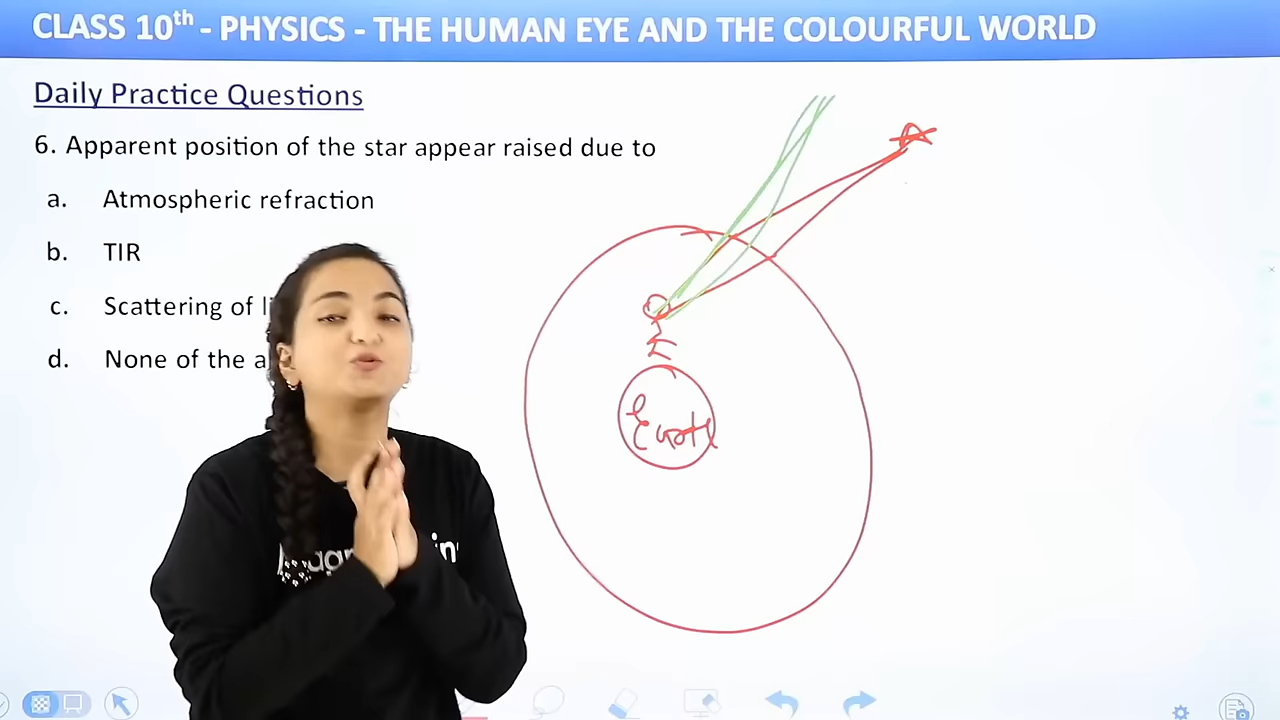 CLASS 10th - PHYSICS - THE HUMAN EYE AND THE COLOURFUL WORLD
Daily Practice Questions
6. Apparent position of the star appear raised due to
a. Atmospheric refraction
b. TIR
c. Scattering of
d. None of the
Earth